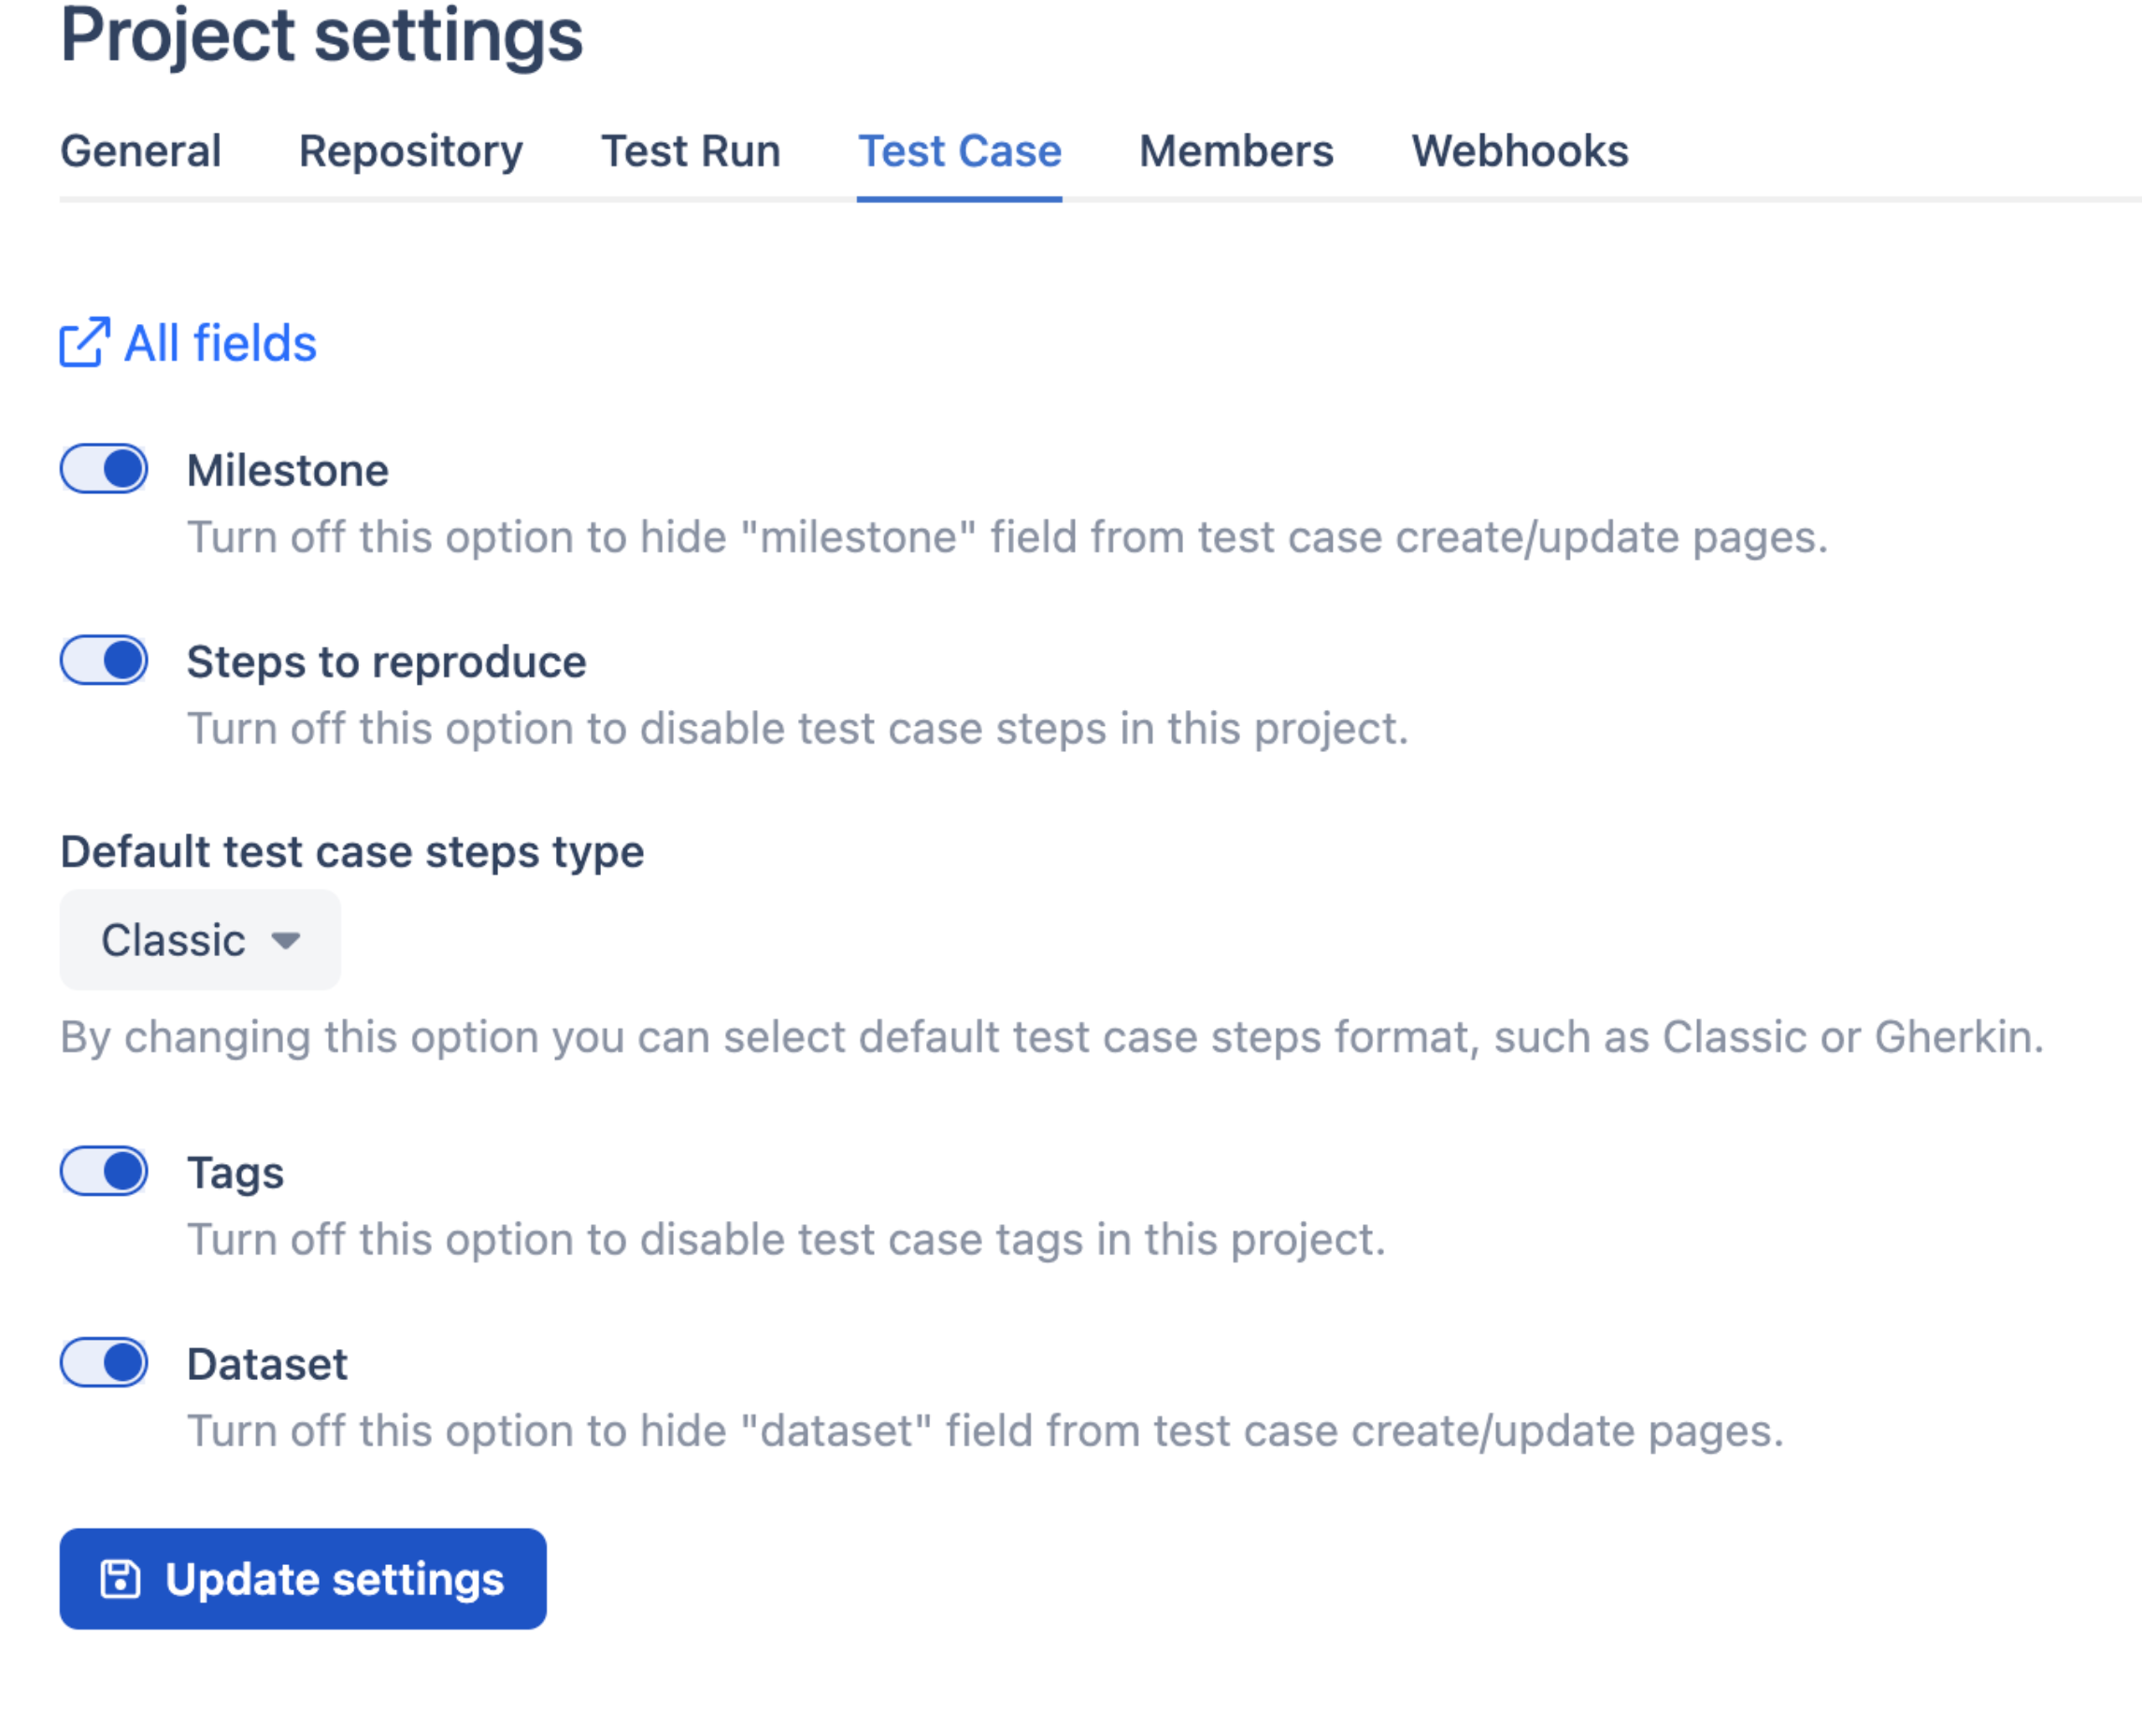 Project settings
General Repository Test Run Test Case Members Webhooks
All fields
Milestone
Turn off this option to hide "milestone" field from test case create/update pages.
Steps to reproduce
Turn off this option to disable test case steps in this project.
Default test case steps type
Classic
By changing this option you can select default test case steps format, such as Classic or Gherkin.
Tags
Turn off this option to disable test case tags in this project.
Dataset
Turn off this option to hide "dataset" field from test case create/update pages.
Update settings